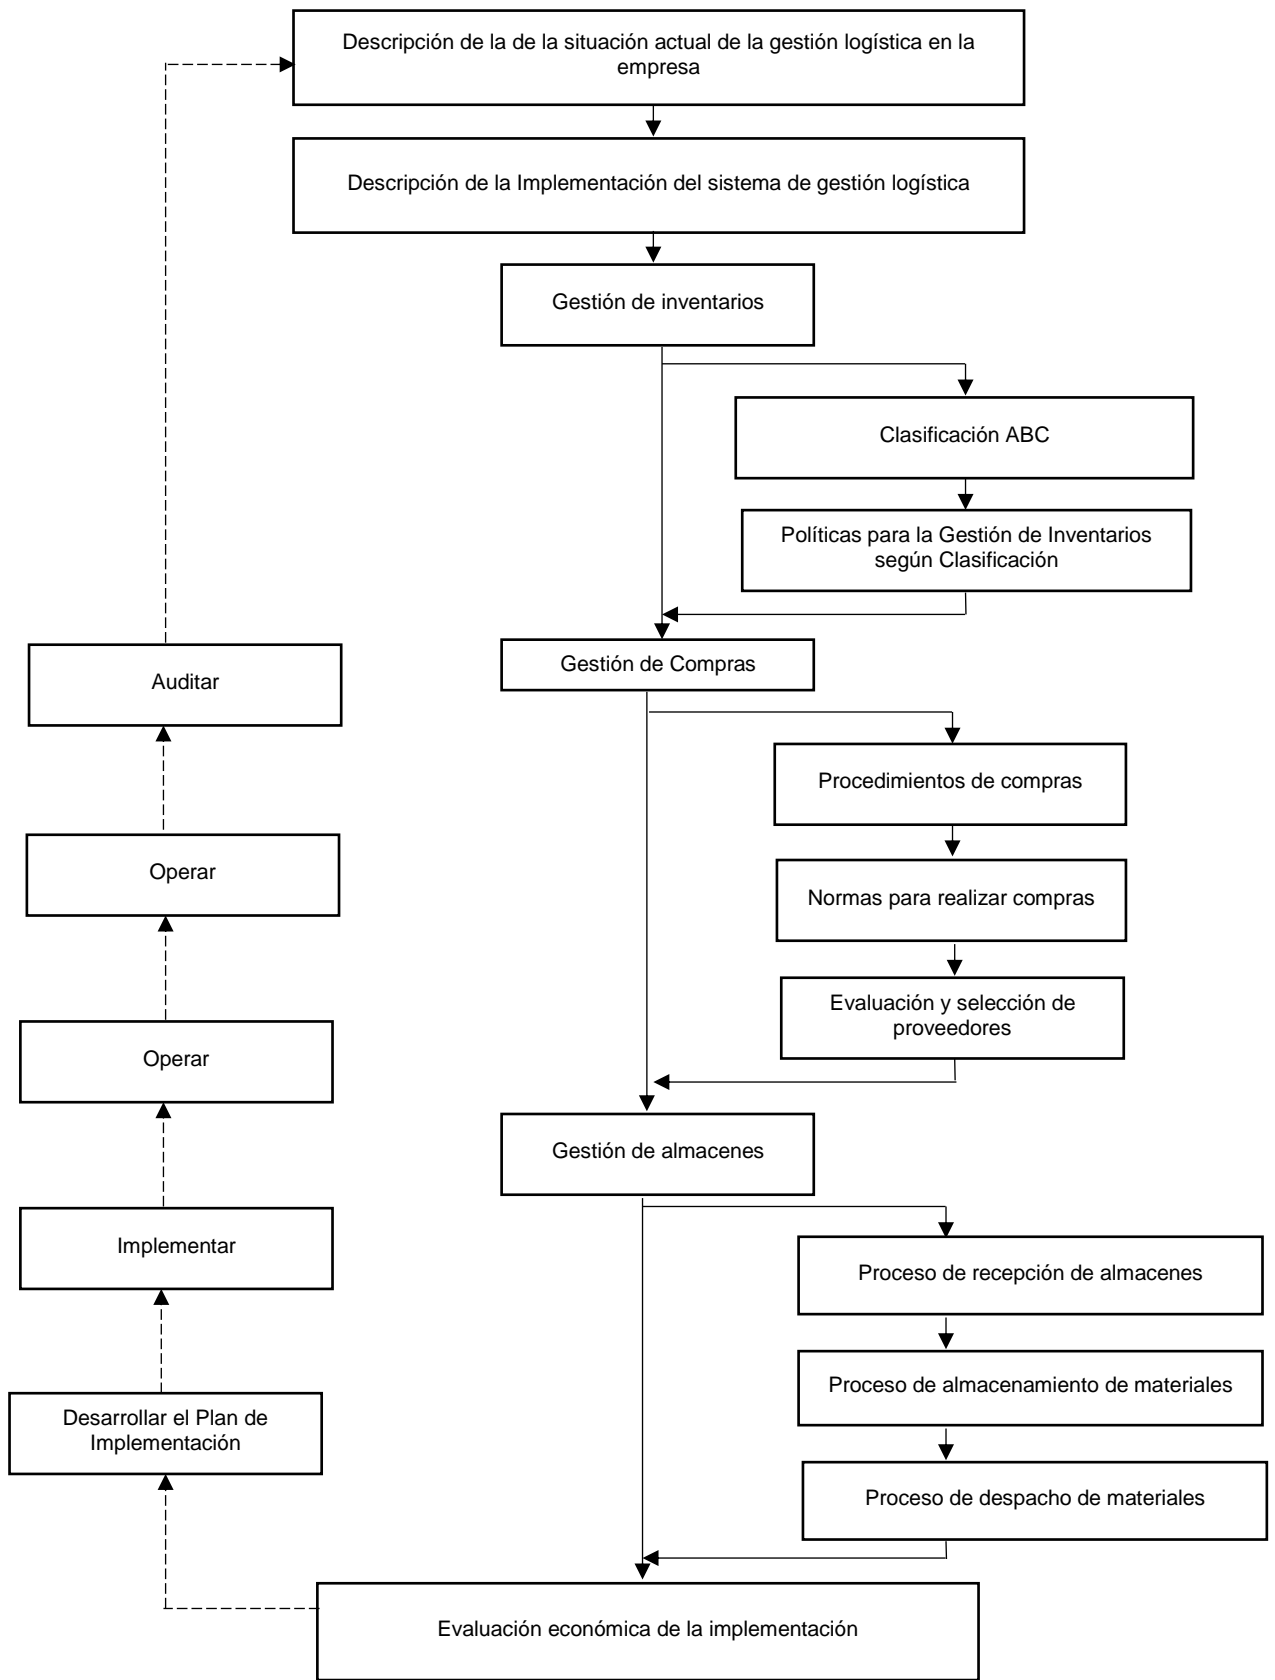 Descripción de la de la situación actual de la gestión logística en la
empresa
Descripción de la Implementación del sistema de gestión logística
Gestión de inventarios
Clasificación ABC
Políticas para la Gestión de Inventarios
según Clasificación
Gestión de Compras
Procedimientos de compras
Normas para realizar compras
Evaluación y selección de
proveedores
Gestión de almacenes
Proceso de recepción de almacenes
Proceso de almacenamiento de materiales
Proceso de despacho de materiales
Evaluación económica de la implementación
Desarrollar el Plan de
Implementación
Implementar
Operar
Operar
Auditar